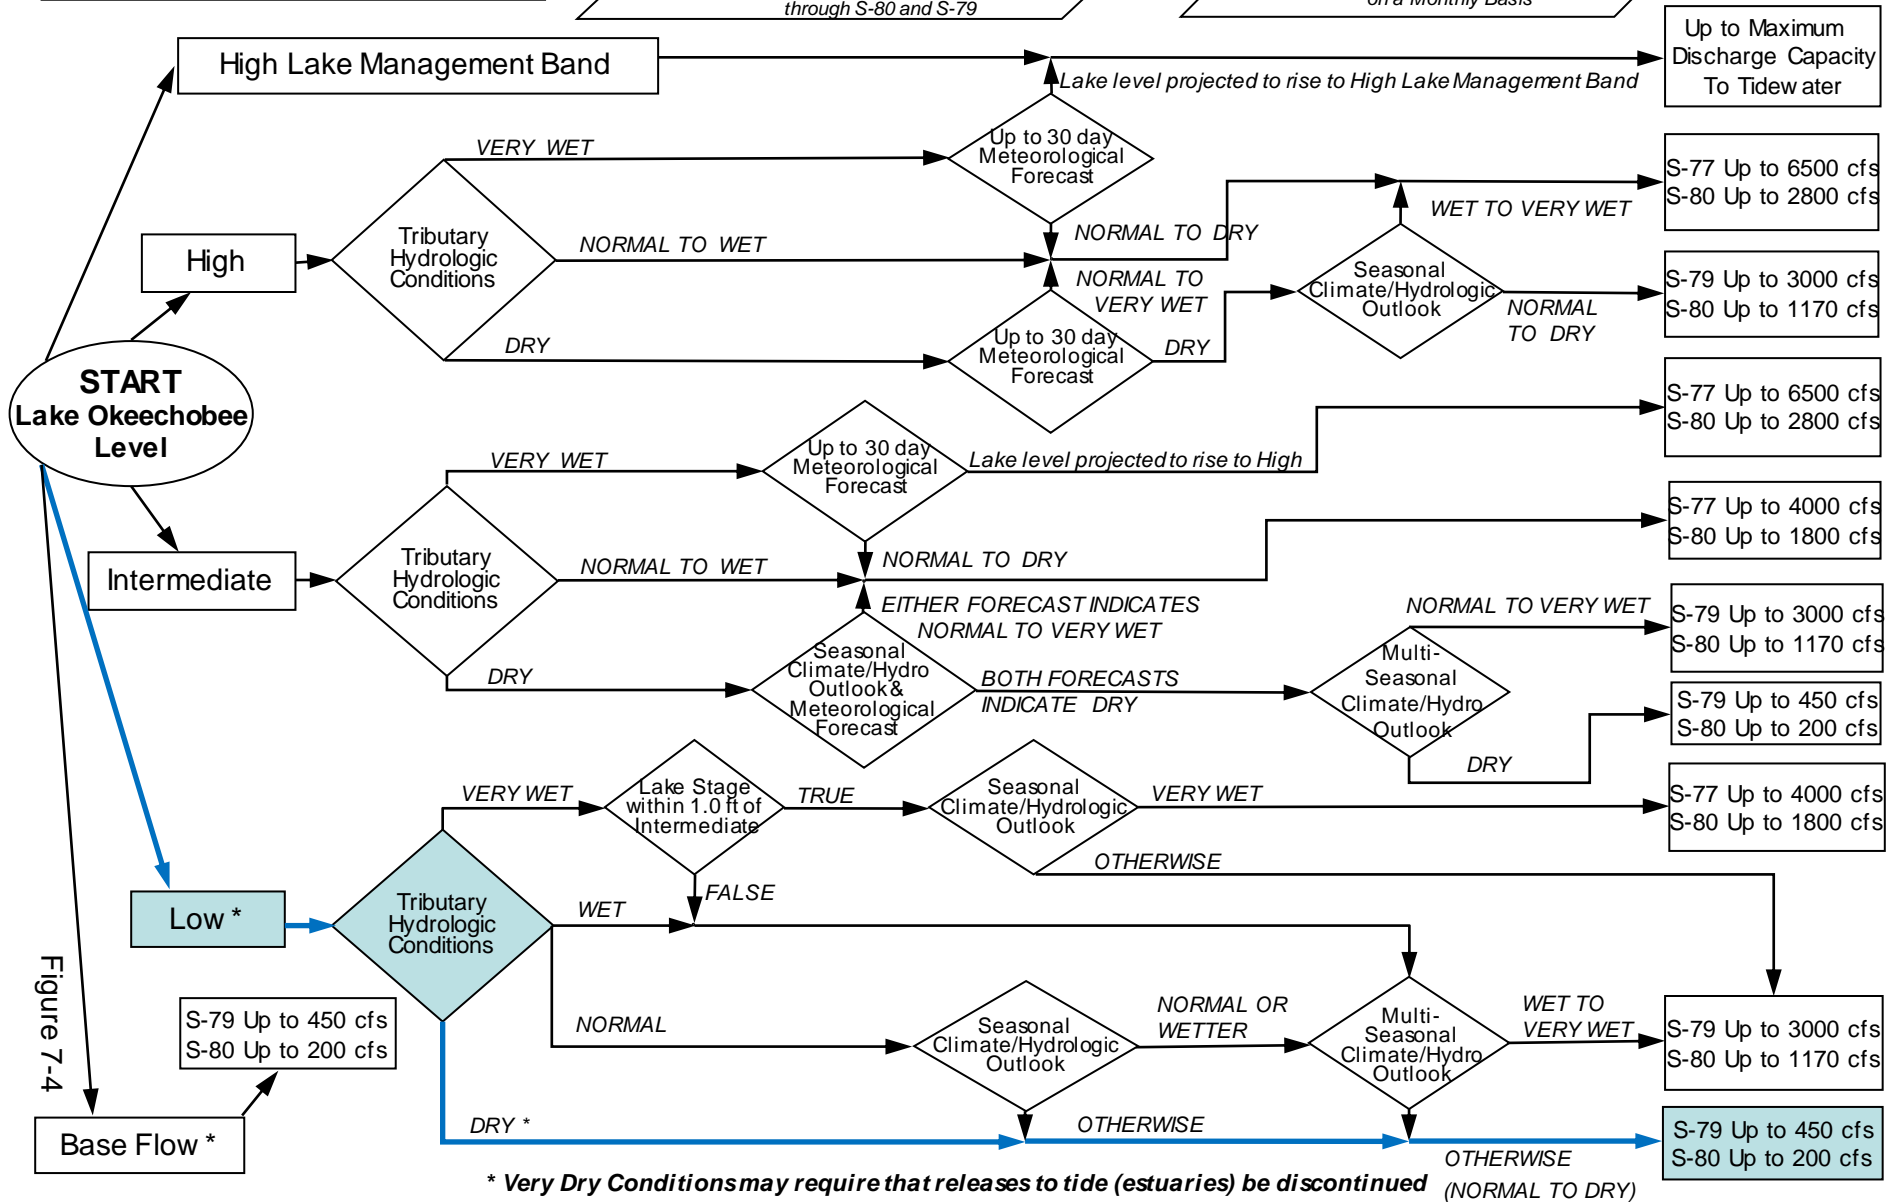 through S-80 and S-79
on a Monthly Basis
High Lake Management Band
Lake level projected to rise to High Lake Management Band
Up to Maximum
Discharge Capacity
To Tidewater
VERY WET
Up to 30 day
Meteorological
Forecast
S-77 Up to 6500 cfs
S-80 Up to 2800 cfs
WET TO VERY WET
High
Tributary
Hydrologic
Conditions
NORMAL TO WET
NORMAL TO DRY
NORMAL TO
VERY WET
Seasonal
Climate/Hydrologic
Outlook
NORMAL
TO DRY
S-79 Up to 3000 cfs
S-80 Up to 1170 cfs
DRY
Up to 30 day
Meteorological
Forecast
DRY
START
Lake Okeechobee
Level
S-77 Up to 6500 cfs
S-80 Up to 2800 cfs
VERY WET
Up to 30 day
Meteorological
Forecast
Lake level projected to rise to High
Intermediate
Tributary
Hydrologic
Conditions
NORMAL TO WET
NORMAL TO DRY
S-77 Up to 4000 cfs
S-80 Up to 1800 cfs
EITHER FORECAST INDICATES
NORMAL TO VERY WET
NORMAL TO VERY WET
S-79 Up to 3000 cfs
S-80 Up to 1170 cfs
DRY
Seasonal
Climate/Hydro
Outlook &
Meteorological
Forecast
BOTH FORECASTS
INDICATE DRY
Multi-
Seasonal
Climate/Hydro
Outlook
DRY
S-79 Up to 450 cfs
S-80 Up to 200 cfs
VERY WET
Lake Stage
within 1.0 ft of
Intermediate
TRUE
Seasonal
Climate/Hydrologic
Outlook
VERY WET
S-77 Up to 4000 cfs
S-80 Up to 1800 cfs
OTHERWISE
FALSE
Low *
Tributary
Hydrologic
Conditions
WET
NORMAL
Seasonal
Climate/Hydrologic
Outlook
NORMAL OR
WETTER
Multi-
Seasonal
Climate/Hydro
Outlook
WET TO
VERY WET
S-79 Up to 3000 cfs
S-80 Up to 1170 cfs
Figure 7-4
S-79 Up to 450 cfs
S-80 Up to 200 cfs
Base Flow *
DRY *
OTHERWISE
OTHERWISE
(NORMAL TO DRY)
S-79 Up to 450 cfs
S-80 Up to 200 cfs
* Very Dry Conditions may require that releases to tide (estuaries) be discontinued